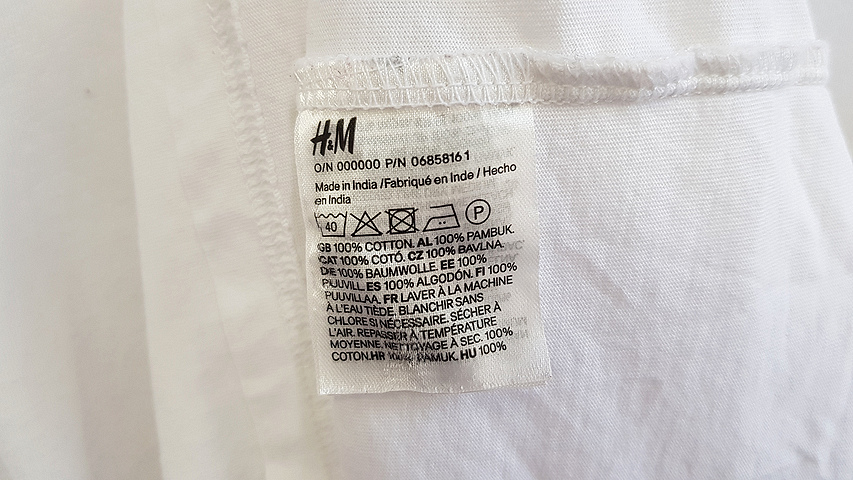 H&M
O/N 000000 P/N 0685816 1
Made in India /Fabriqué en Inde / Hecho
en India
40 P
GB 100% COTTON. AL 100% PAMBUK.
CAT 100% COTÓ. CZ 100% BAVLNA.
DE 100% BAUMWOLLE. EE 100%
PUUVILL. ES 100% ALGODÓN. FI 100%
PUUVILLAA. FR LAVER À LA MACHINE
À L'EAU TIÈDE. BLANCHIR SANS
CHLORE SI NÉCESSAIRE. SÉCHER À
L'AIR. REPASSER À TEMPÉRATURE
MOYENNE. NETTOYAGE À SEC. 100%
COTON.HR 100% PAMUK. HU 100%